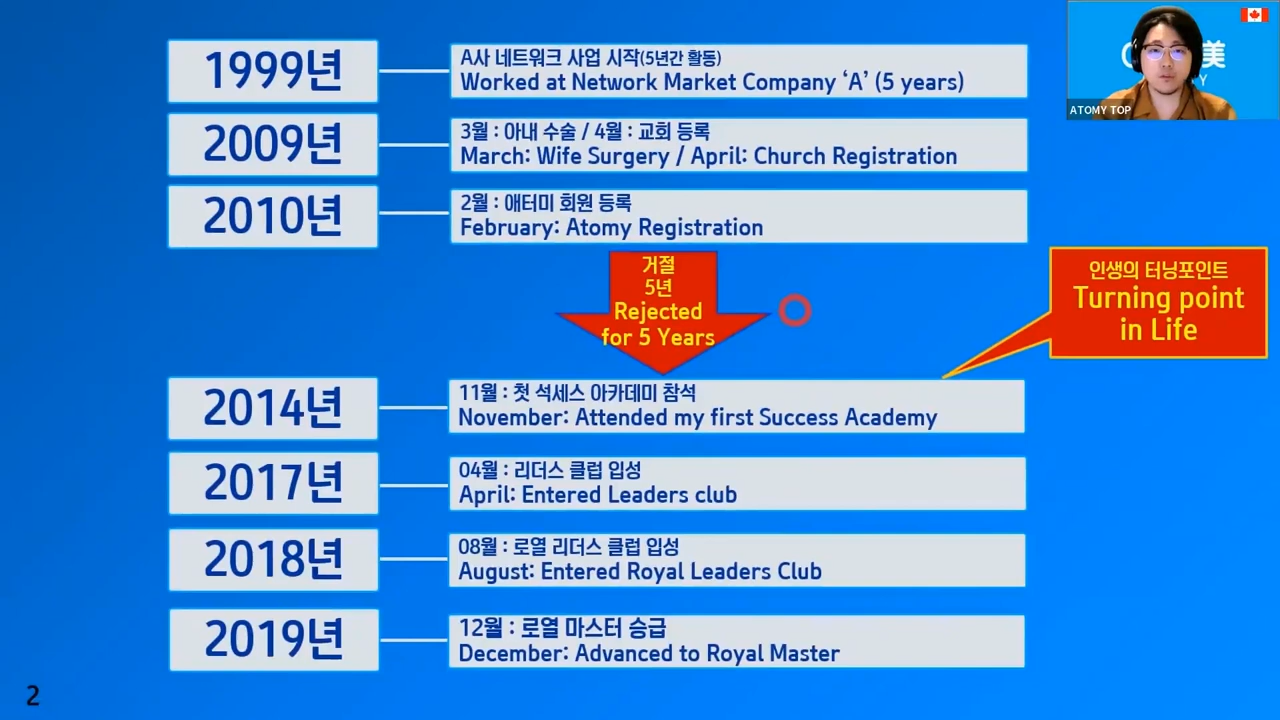 1999년
A사 네트워크 사업 시작(5년간 활동)
Worked at Network Market Company ‘A’ (5 years)
2009년
3월 : 아내 수술 / 4월 : 교회 등록
March: Wife Surgery / April: Church Registration
2010년
2월 : 애터미 회원 등록
February: Atomy Registration
거절
5년
Rejected
for 5 Years
인생의 터닝포인트
Turning point
in Life
2014년
11월 : 첫 석세스 아카데미 참석
November: Attended my first Success Academy
2017년
04월 : 리더스 클럽 입성
April: Entered Leaders club
2018년
08월 : 로열 리더스 클럽 입성
August: Entered Royal Leaders Club
2019년
12월 : 로열 마스터 승급
December: Advanced to Royal Master
2
美
Y
ATOMY TOP